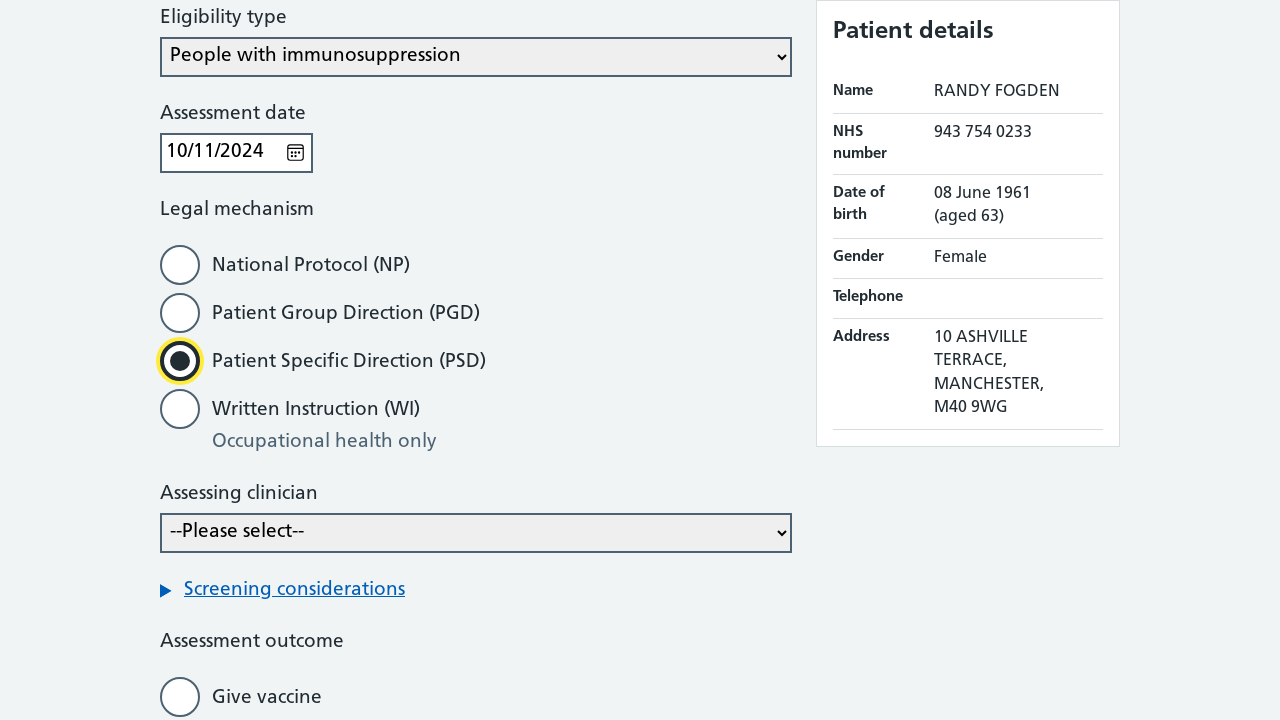 Eligibility type
People with immunosuppression
Assessment date
10/11/2024
Legal mechanism
National Protocol (NP)
Patient Group Direction (PGD)
Patient Specific Direction (PSD)
Written Instruction (WI)
Occupational health only
Assessing clinician
--Please select--
Screening considerations
Assessment outcome
Give vaccine
Patient details
Name RANDY FOGDEN
NHS number 943 754 0233
Date of birth 08 June 1961
(aged 63)
Gender Female
Telephone
Address 10 ASHVILLE
TERRACE,
MANCHESTER,
M40 9WG